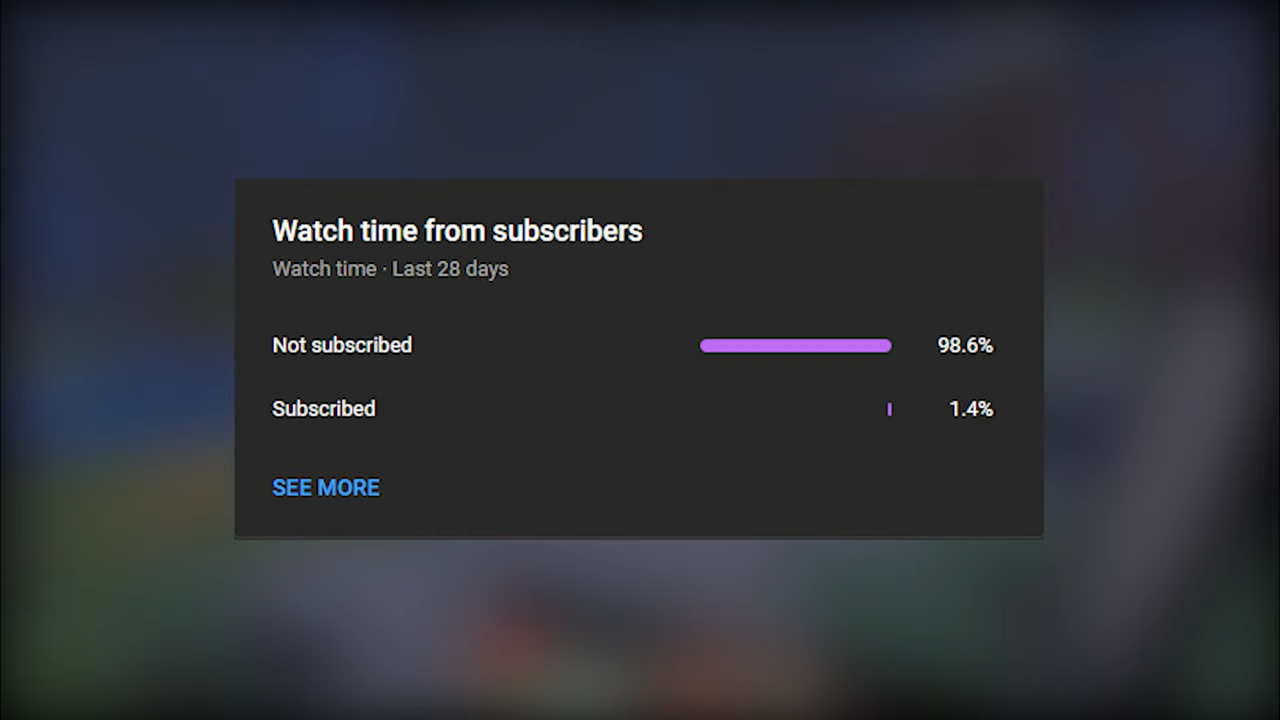 Watch time from subscribers
Watch time · Last 28 days
Not subscribed 98.6%
Subscribed 1.4%
SEE MORE